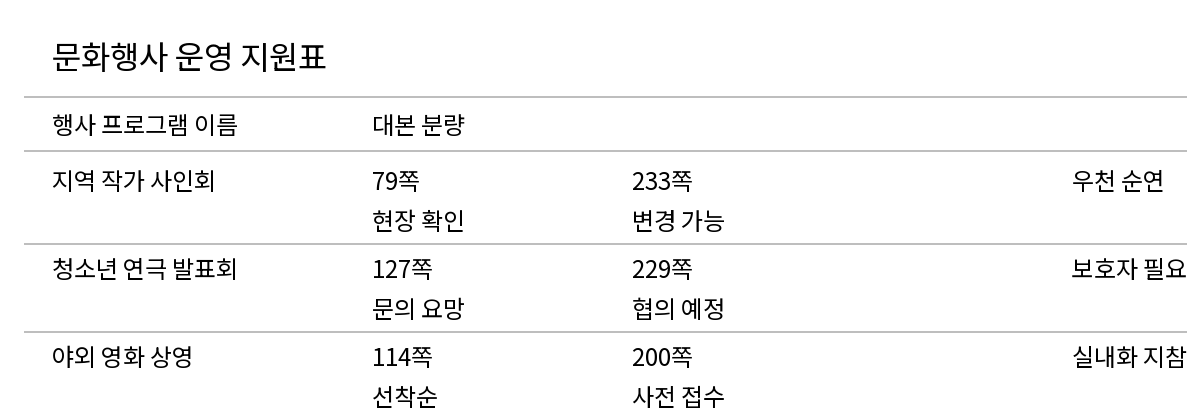 문화행사 운영 지원표
행사 프로그램 이름 대본 분량
지역 작가 사인회 79쪽 233쪽 우천 순연
현장 확인 변경 가능
청소년 연극 발표회 127쪽 229쪽 보호자 필요
문의 요망 협의 예정
야외 영화 상영 114쪽 200쪽 실내화 지참
선착순 사전 접수